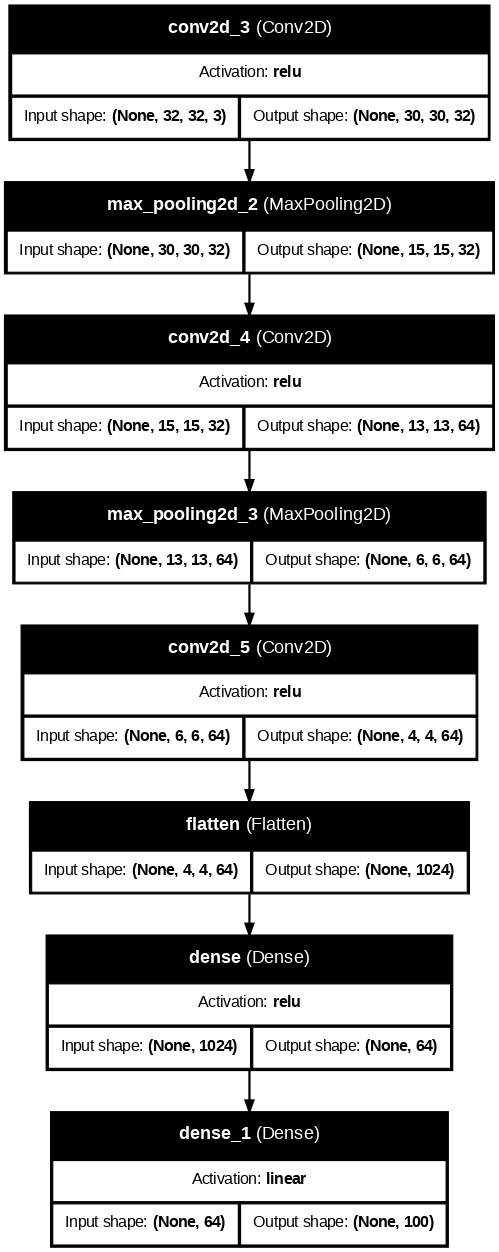 conv2d_3 (Conv2D)
Activation: relu
Input shape: (None, 32, 32, 3) Output shape: (None, 30, 30, 32)
max_pooling2d_2 (MaxPooling2D)
Input shape: (None, 30, 30, 32) Output shape: (None, 15, 15, 32)
conv2d_4 (Conv2D)
Activation: relu
Input shape: (None, 15, 15, 32) Output shape: (None, 13, 13, 64)
max_pooling2d_3 (MaxPooling2D)
Input shape: (None, 13, 13, 64) Output shape: (None, 6, 6, 64)
conv2d_5 (Conv2D)
Activation: relu
Input shape: (None, 6, 6, 64) Output shape: (None, 4, 4, 64)
flatten (Flatten)
Input shape: (None, 4, 4, 64) Output shape: (None, 1024)
dense (Dense)
Activation: relu
Input shape: (None, 1024) Output shape: (None, 64)
dense_1 (Dense)
Activation: linear
Input shape: (None, 64) Output shape: (None, 100)